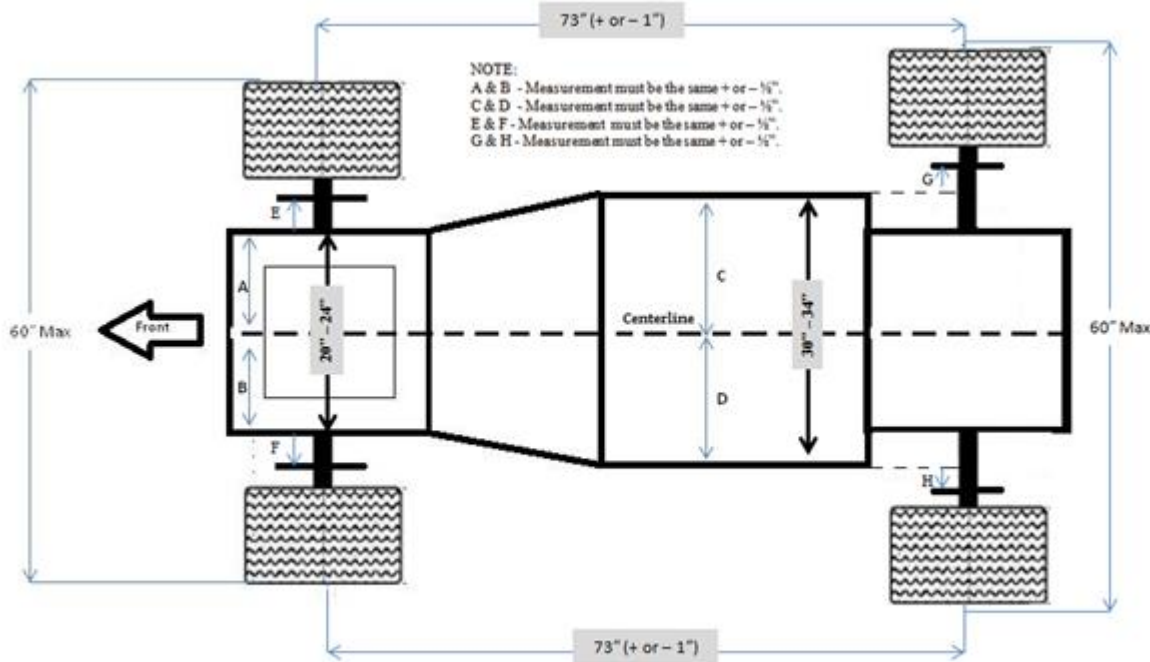 73" (+ or – 1")
NOTE:
A & B - Measurement must be the same + or – ½".
C & D - Measurement must be the same + or – ½".
E & F - Measurement must be the same + or – ½".
G & H - Measurement must be the same + or – ½".
G
E
A
C
20" – 24"
30" – 34"
Centerline
60" Max
Front
60" Max
B
D
F
H
73" (+ or – 1")